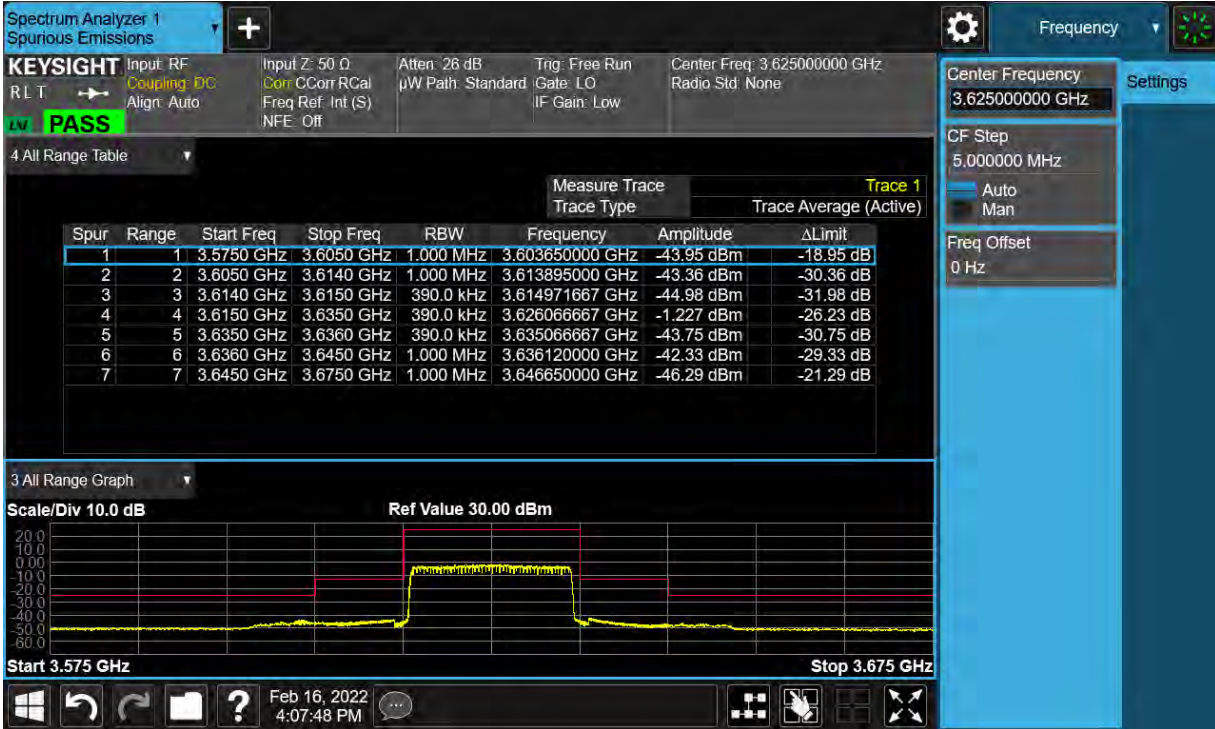 Spectrum Analyzer 1
Spurious Emissions
Frequency
KEYSIGHT
RLT
LNI
PASS
Input: RF
Coupling: DC
Align: Auto
Input Z: 50 Ω
Corr CCorr RCal
Freq Ref: Int (S)
NFE: Off
Atten: 26 dB
µW Path: Standard
Trig: Free Run
Gate: LO
IF Gain: Low
Center Freq: 3.625000000 GHz
Radio Std: None
Center Frequency
3.625000000 GHz
Settings
CF Step
5.000000 MHz
Auto
Man
Freq Offset
0 Hz
4 All Range Table
Measure Trace Trace 1
Trace Type Trace Average (Active)
Spur Range Start Freq Stop Freq RBW Frequency Amplitude ΔLimit
1 1 3.5750 GHz 3.6050 GHz 1.000 MHz 3.603650000 GHz -43.95 dBm -18.95 dB
2 2 3.6050 GHz 3.6140 GHz 1.000 MHz 3.613895000 GHz -43.36 dBm -30.36 dB
3 3 3.6140 GHz 3.6150 GHz 390.0 kHz 3.614971667 GHz -44.98 dBm -31.98 dB
4 4 3.6150 GHz 3.6350 GHz 390.0 kHz 3.626066667 GHz -1.227 dBm -26.23 dB
5 5 3.6350 GHz 3.6360 GHz 390.0 kHz 3.635066667 GHz -43.75 dBm -30.75 dB
6 6 3.6360 GHz 3.6450 GHz 1.000 MHz 3.636120000 GHz -42.33 dBm -29.33 dB
7 7 3.6450 GHz 3.6750 GHz 1.000 MHz 3.646650000 GHz -46.29 dBm -21.29 dB
3 All Range Graph
Scale/Div 10.0 dB Ref Value 30.00 dBm
20.0
10.0
0.00
-10.0
-20.0
-30.0
-40.0
-50.0
-60.0
Start 3.575 GHz Stop 3.675 GHz
?
Feb 16, 2022
4:07:48 PM